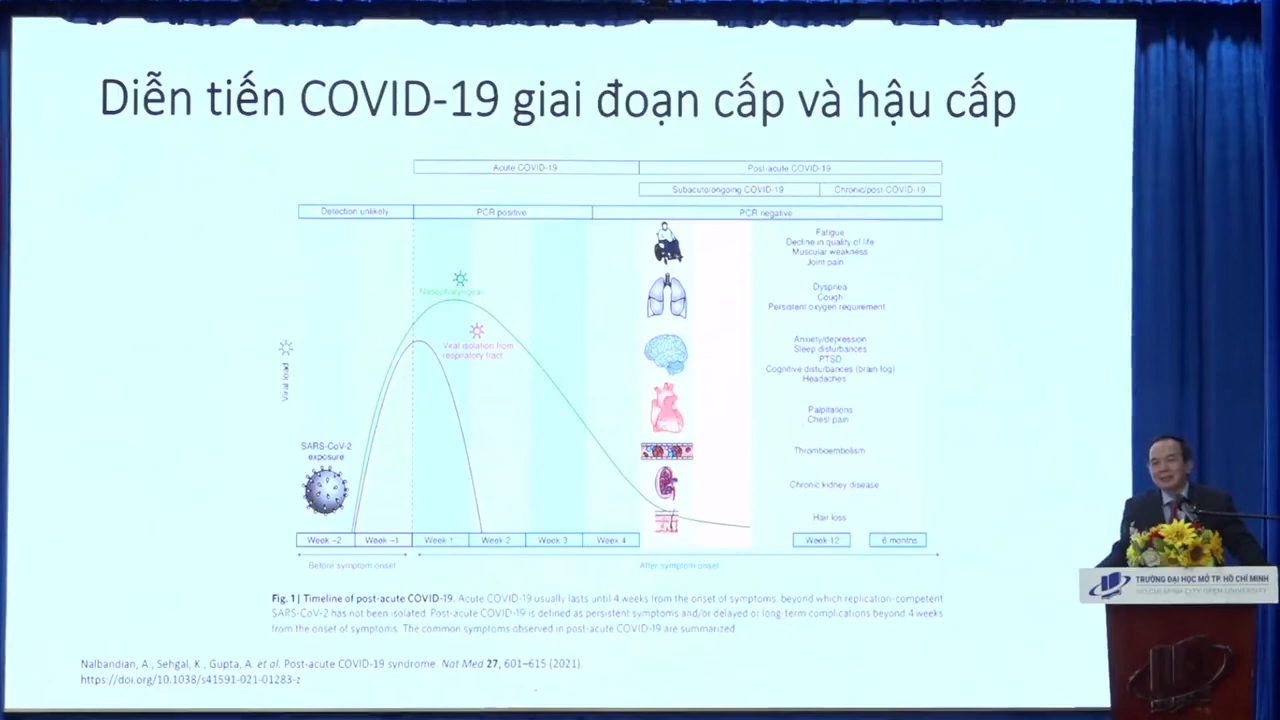 Diễn tiến COVID-19 giai đoạn cấp và hậu cấp
Acute COVID-19
Post-acute COVID-19
Subacute/ongoing COVID-19
Chronic/post-COVID-19
Detection unlikely
PCR positive
PCR negative
Fatigue
Decline in quality of life
Muscular weakness
Joint pain
Nasopharyngeal
Dyspnea
Cough
Persistent oxygen requirement
Viral isolation from
respiratory tract
Viral load
Anxiety/depression
Sleep disturbances
PTSD
Cognitive disturbances (brain fog)
Headaches
Palpitations
Chest pain
SARS-CoV-2
exposure
Thromboembolism
Chronic kidney disease
Hair loss
Week –2
Week –1
Week 1
Week 2
Week 3
Week 4
Week 12
6 months
Before symptom onset
After symptom onset
Fig. 1 | Timeline of post-acute COVID-19. Acute COVID-19 usually lasts until 4 weeks from the onset of symptoms, beyond which replication-competent
SARS-CoV-2 has not been isolated. Post-acute COVID-19 is defined as persistent symptoms and/or delayed or long-term complications beyond 4 weeks
from the onset of symptoms. The common symptoms observed in post-acute COVID-19 are summarized.
Nalbandian, A., Sehgal, K., Gupta, A. et al. Post-acute COVID-19 syndrome. Nat Med 27, 601–615 (2021).
https://doi.org/10.1038/s41591-021-01283-z
TRƯỜNG ĐẠI HỌC MỞ TP. HỒ CHÍ MINH
HO CHI MINH CITY OPEN UNIVERSITY